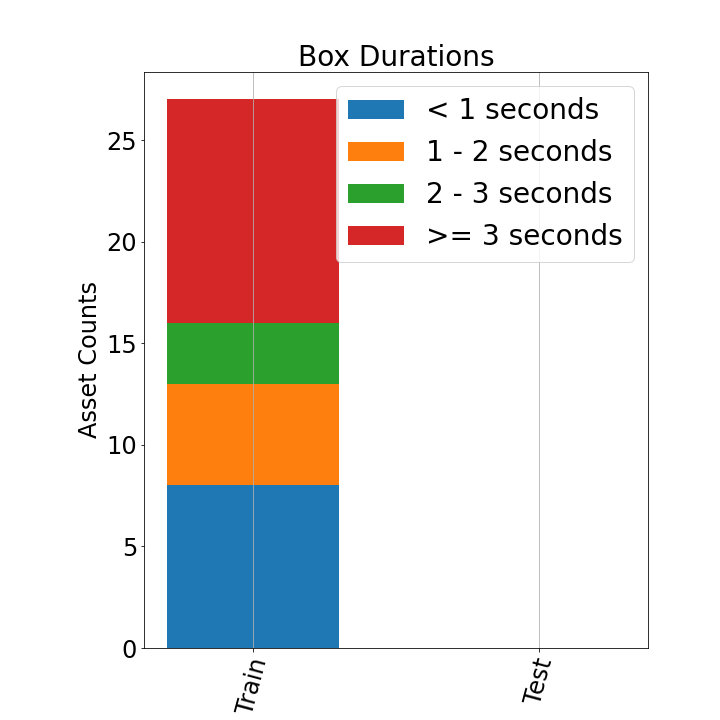 Box Durations
< 1 seconds
1 - 2 seconds
2 - 3 seconds
>= 3 seconds
Asset Counts
25
20
15
10
5
0
Train
Test